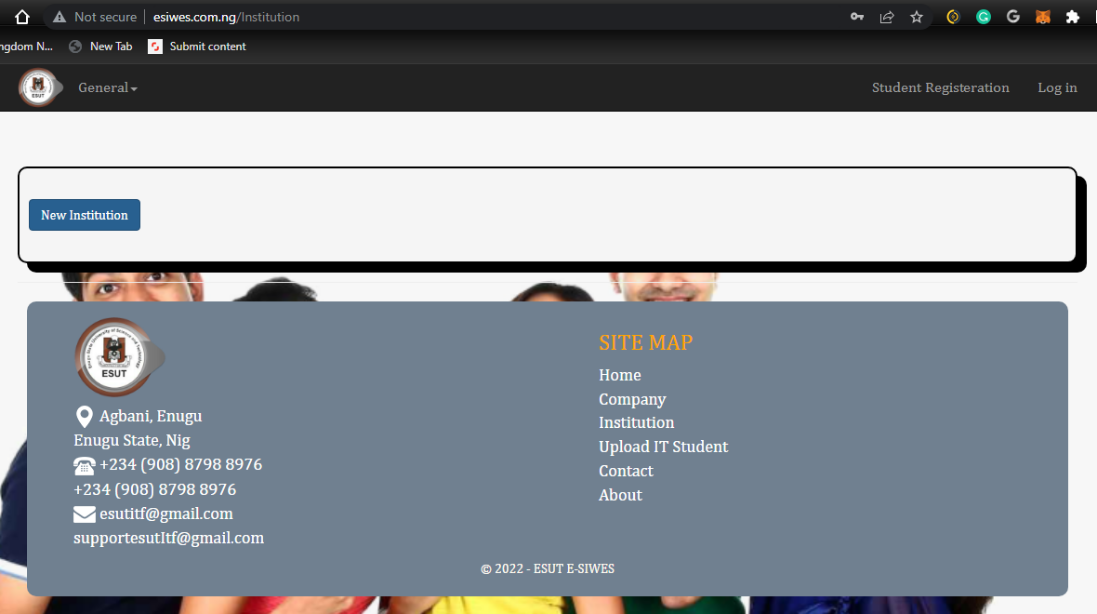 Not secure | esiwes.com.ng/Institution
ngdom N... New Tab Submit content
ESUT General Student Registeration Log in
New Institution
ESUT
Agbani, Enugu
Enugu State, Nig
+234 (908) 8798 8976
+234 (908) 8798 8976
esutitf@gmail.com
supportesutItf@gmail.com
SITE MAP
Home
Company
Institution
Upload IT Student
Contact
About
© 2022 - ESUT E-SIWES